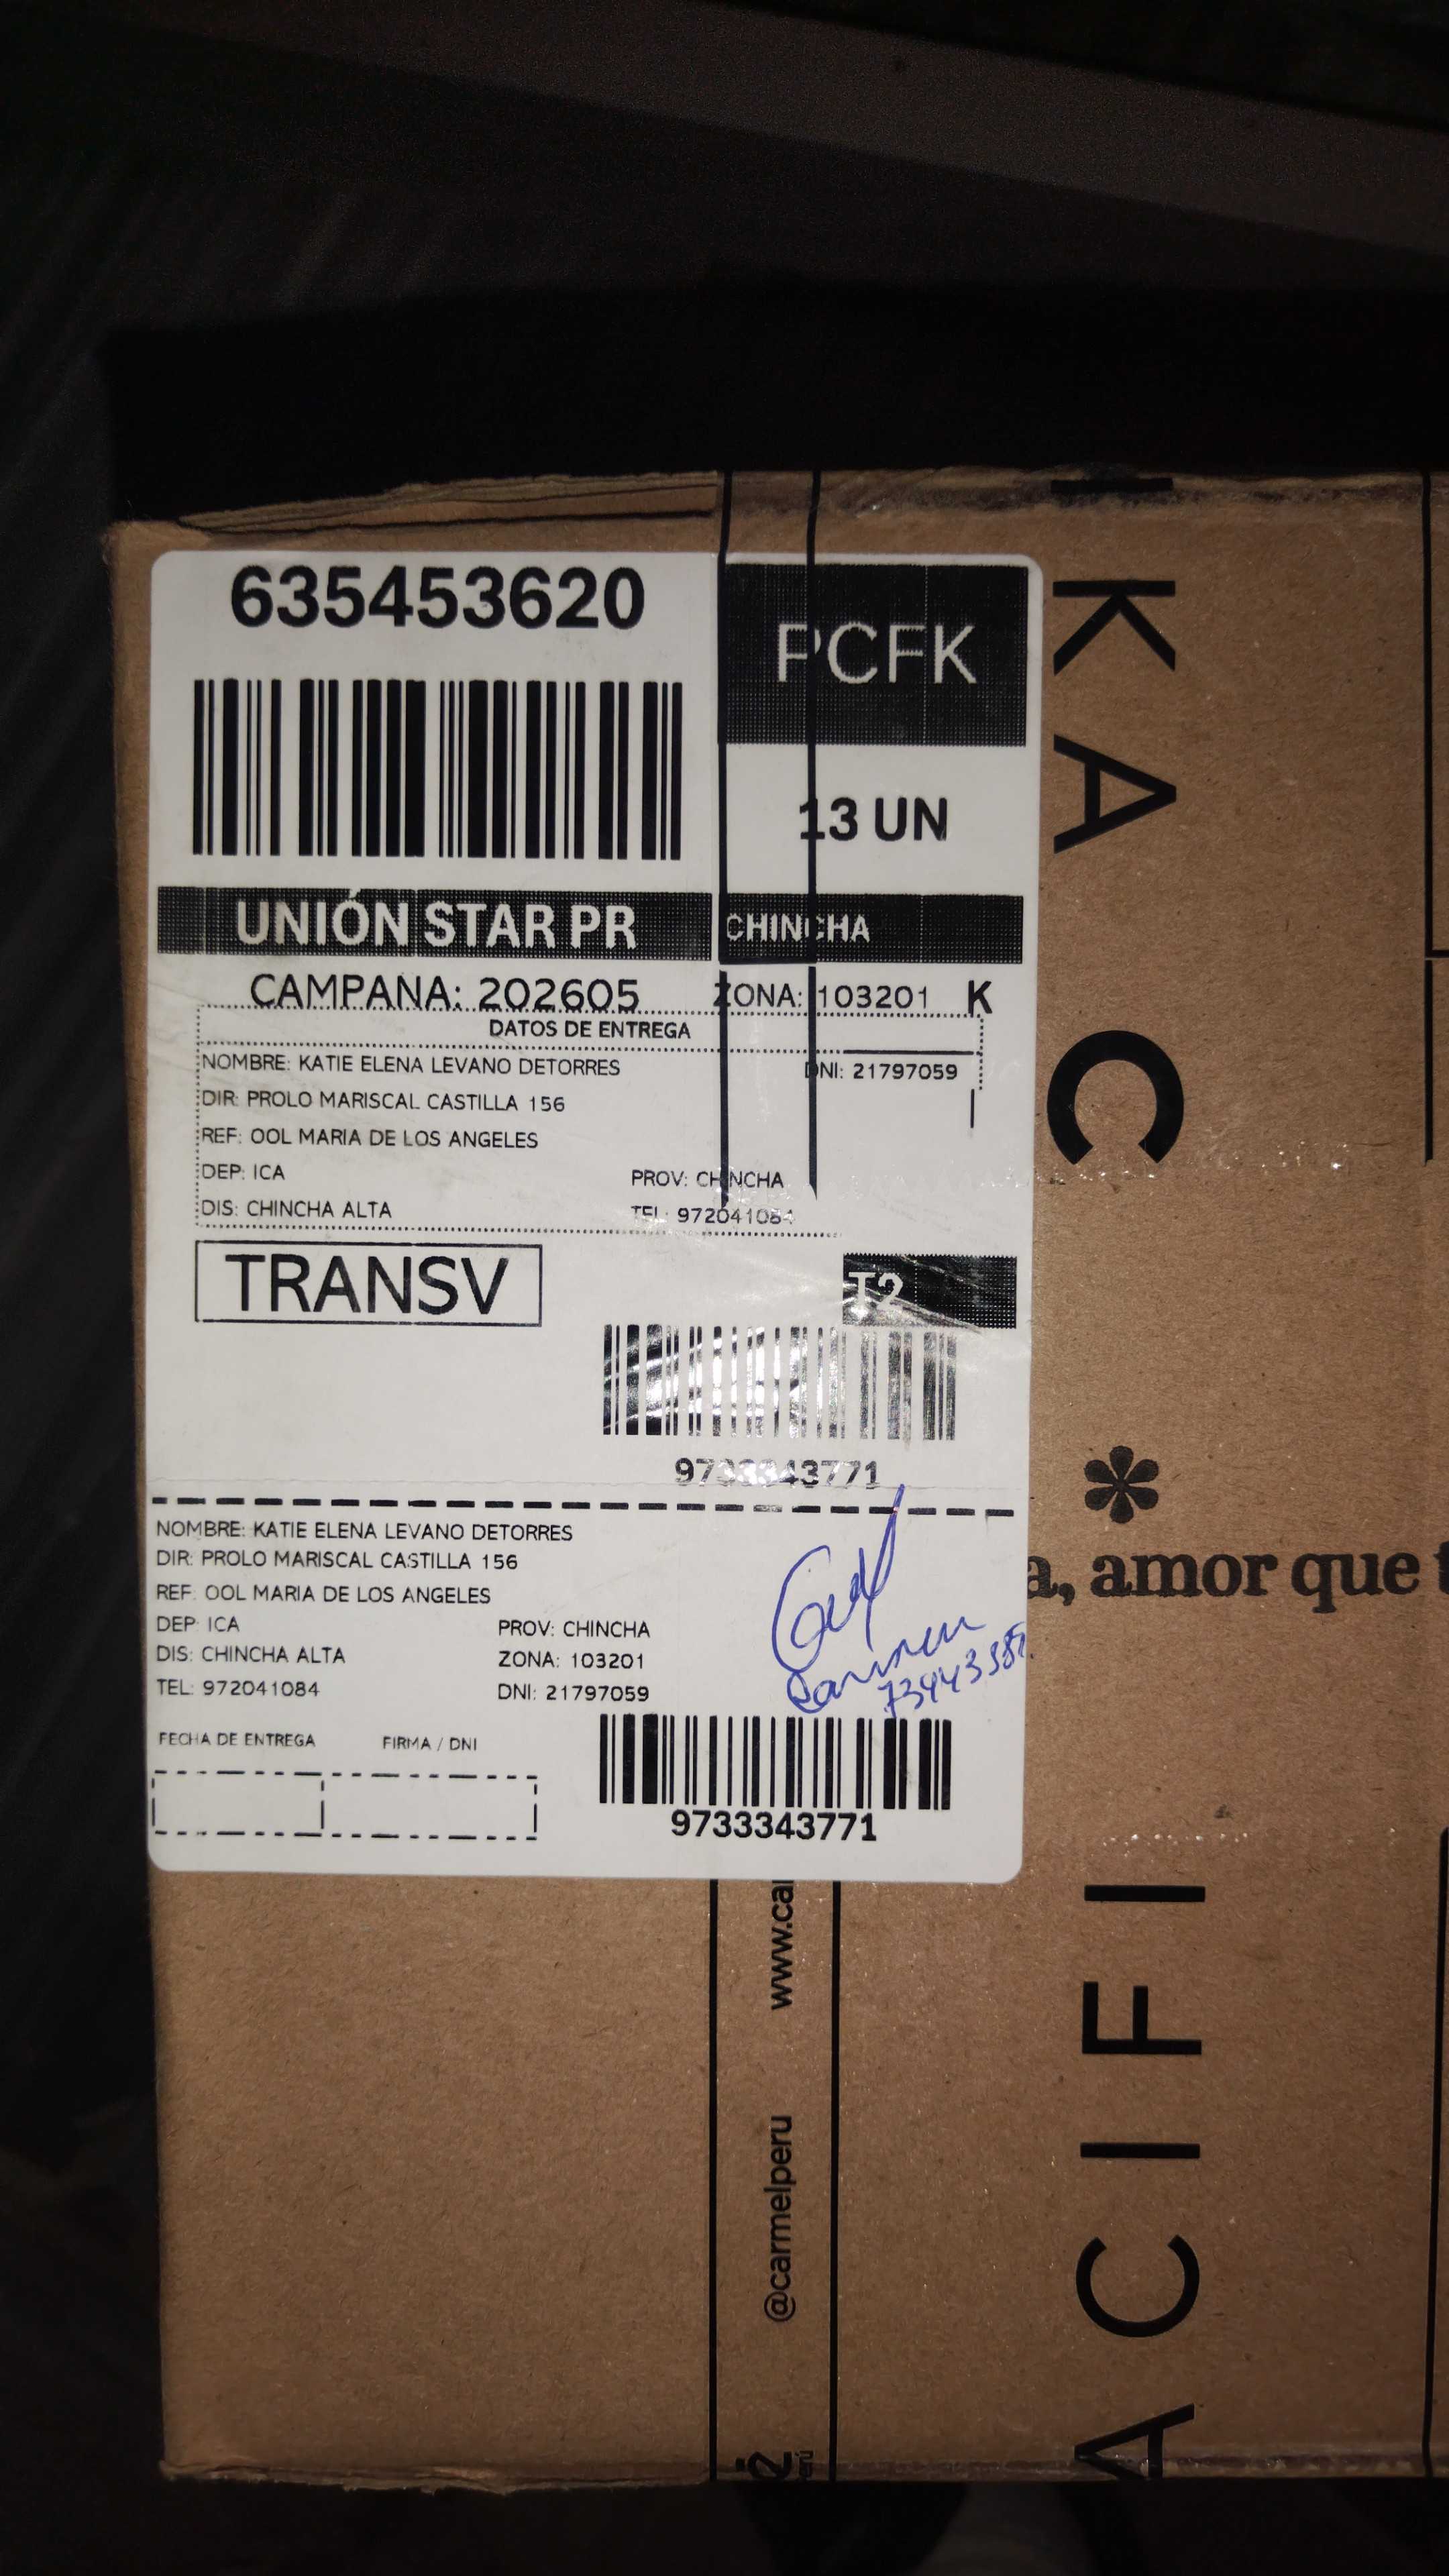 635453620
PCFK
13 UN
UNIÓN STAR PR
CHINCHA
CAMPANA: 202605 ZONA: 103201 K
DATOS DE ENTREGA
NOMBRE: KATIE ELENA LEVANO DETORRES DNI: 21797059
DIR: PROLO MARISCAL CASTILLA 156
REF: OOL MARIA DE LOS ANGELES
DEP: ICA PROV: CHINCHA
DIS: CHINCHA ALTA TEL: 972041084
TRANSV
T2
9733343771
NOMBRE: KATIE ELENA LEVANO DETORRES
DIR: PROLO MARISCAL CASTILLA 156
REF: OOL MARIA DE LOS ANGELES
DEP: ICA PROV: CHINCHA
DIS: CHINCHA ALTA ZONA: 103201
TEL: 972041084 DNI: 21797059
FECHA DE ENTREGA FIRMA / DNI
9733343771
K A C
*
a, amor que
A C I F I
@carmelperu www.ca